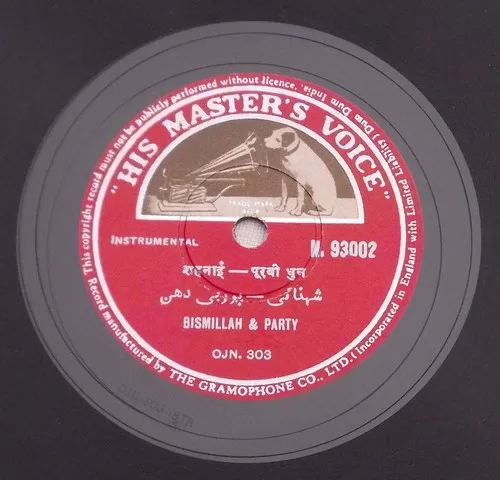 This copyright record must not be publicly performed without licence.
"HIS MASTER'S VOICE"
TRADE MARK
INSTRUMENTAL
N. 93002
शहनाई — पूरबी धुन
شہنائی — پوربی دھن
BISMILLAH & PARTY
OJN. 303
Record manufactured by THE GRAMOPHONE CO., LTD. (Incorporated in England with Limited Liability) Dum Dum India.